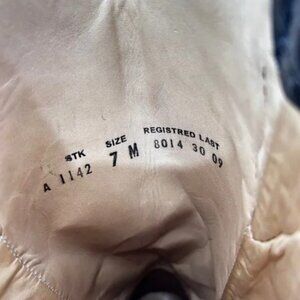 STK SIZE REGISTRED LAST
A 1142 7 M 8014 30 09